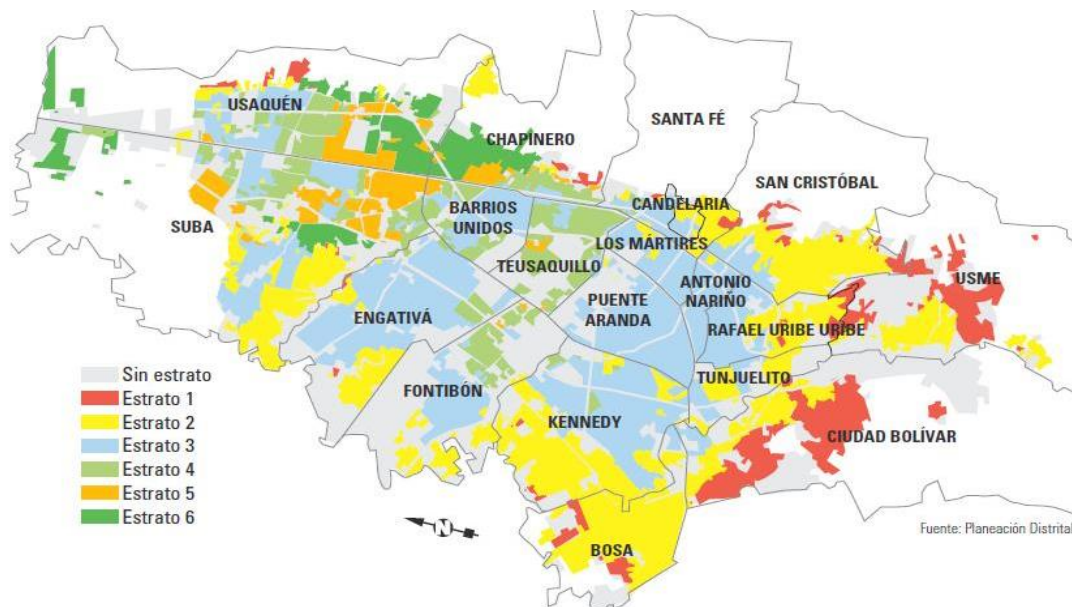 USAQUÉN
CHAPINERO
SANTA FÉ
SAN CRISTÓBAL
CANDELARIA
SUBA
BARRIOS
UNIDOS
LOS MÁRTIRES
TEUSAQUILLO
ANTONIO
NARIÑO
USME
PUENTE
ARANDA
ENGATIVÁ
RAFAEL URIBE URÍBE
TUNJUELITO
FONTIBÓN
KENNEDY
CIUDAD BOLÍVAR
BOSA
Sin estrato
Estrato 1
Estrato 2
Estrato 3
Estrato 4
Estrato 5
Estrato 6
N
Fuente: Planeación Distrital